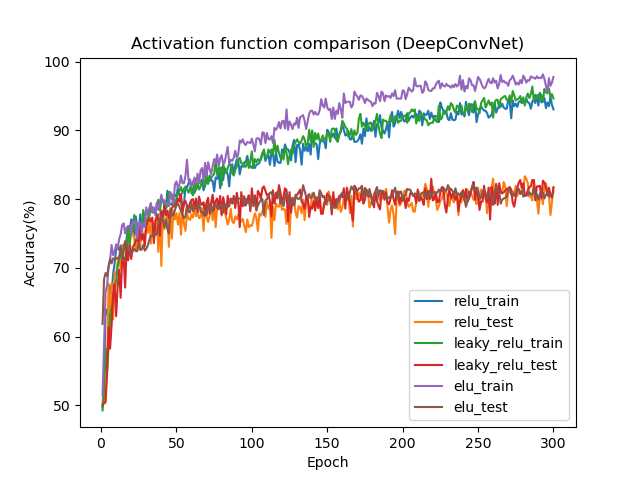 Activation function comparison (DeepConvNet)
Accuracy(%)
100
90
80
70
60
50
0
50
100
150
200
250
300
Epoch
relu_train
relu_test
leaky_relu_train
leaky_relu_test
elu_train
elu_test